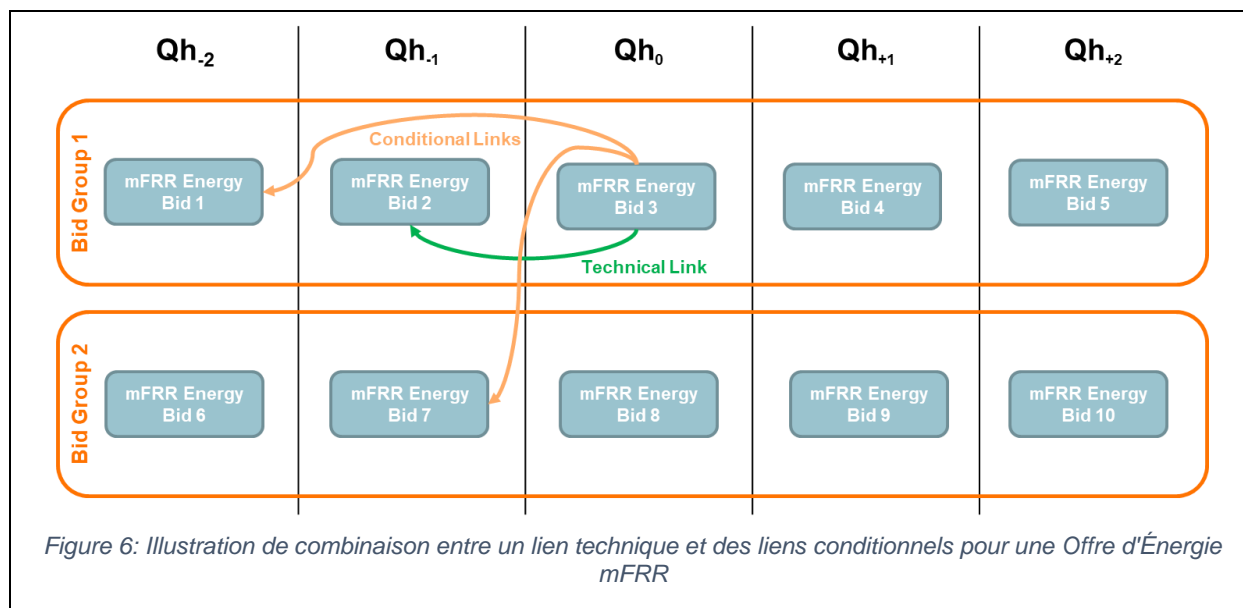 Qh-2 Qh-1 Qh0 Qh+1 Qh+2
Bid Group 1
Conditional Links
mFRR Energy
Bid 1
mFRR Energy
Bid 2
mFRR Energy
Bid 3
mFRR Energy
Bid 4
mFRR Energy
Bid 5
Technical Link
Bid Group 2
mFRR Energy
Bid 6
mFRR Energy
Bid 7
mFRR Energy
Bid 8
mFRR Energy
Bid 9
mFRR Energy
Bid 10
Figure 6: Illustration de combinaison entre un lien technique et des liens conditionnels pour une Offre d'Énergie
mFRR